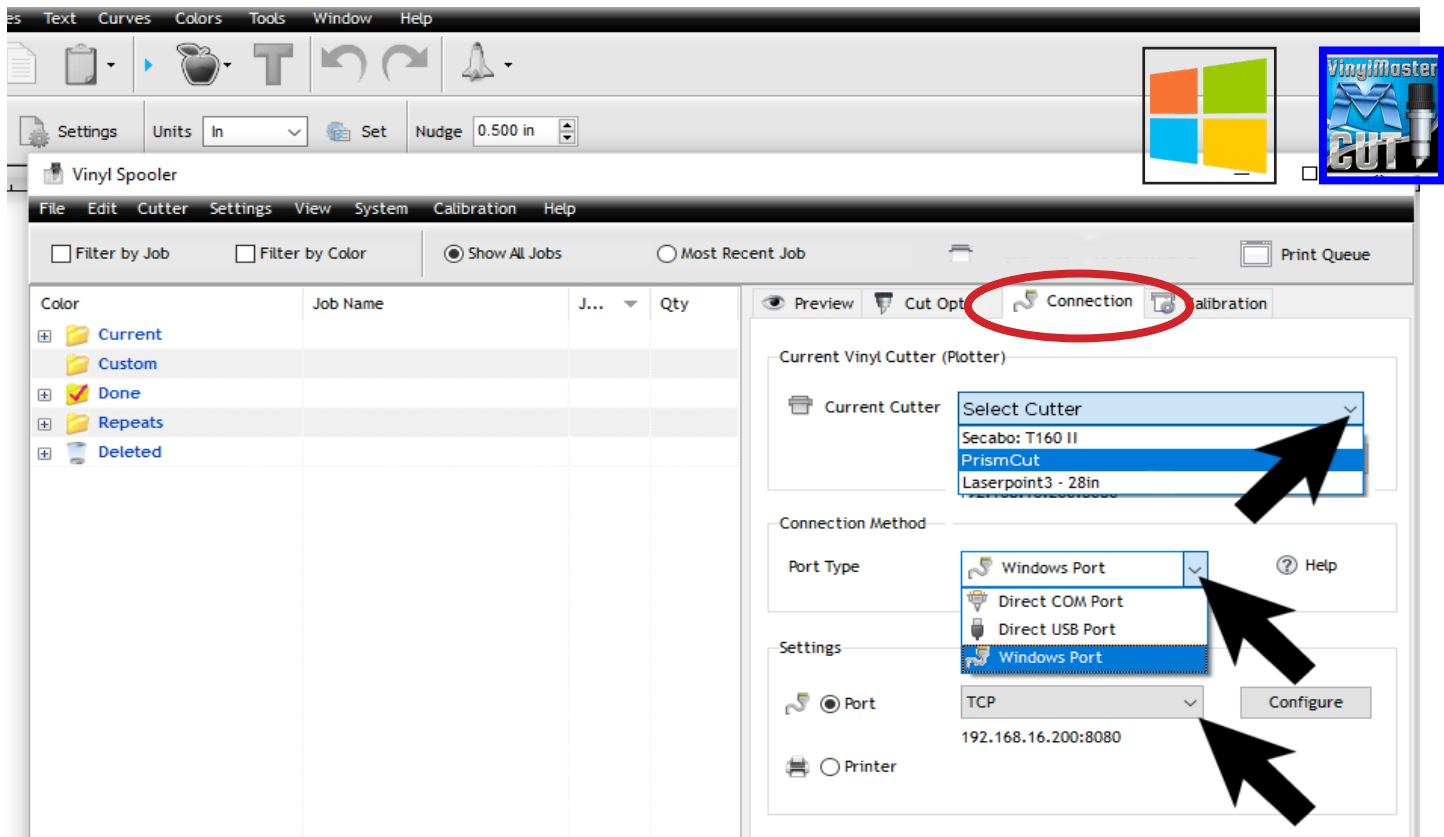 es Text Curves Colors Tools Window Help
Settings Units In Set Nudge 0.500 in
VinylMaster
CUT
Vinyl Spooler
File Edit Cutter Settings View System Calibration Help
Filter by Job Filter by Color Show All Jobs Most Recent Job Print Queue
Color Job Name J... Qty
Current
Custom
Done
Repeats
Deleted
Preview Cut Opt Connection alibration
Current Vinyl Cutter (Plotter)
Current Cutter Select Cutter
Secabo: T160 II
PrismCut
Laserpoint3 - 28in
Connection Method
Port Type Windows Port Help
Direct COM Port
Direct USB Port
Windows Port
Settings
Port TCP Configure
192.168.16.200:8080
Printer